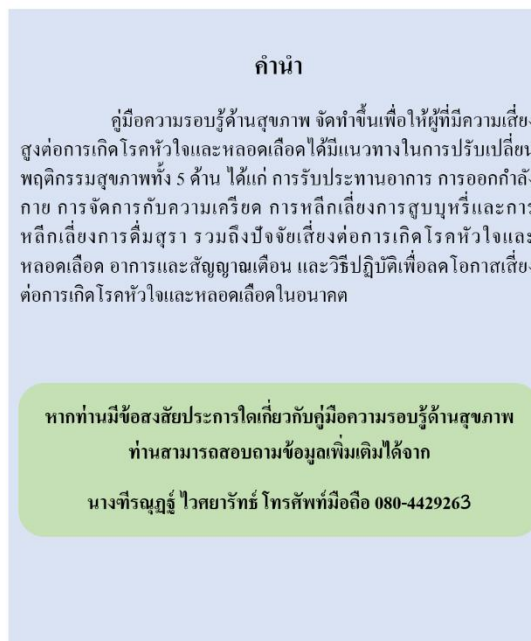 คำนำ
คู่มือความรอบรู้ด้านสุขภาพ จัดทำขึ้นเพื่อให้ผู้ที่มีความเสี่ยง
สูงต่อการเกิดโรคหัวใจและหลอดเลือดได้มีแนวทางในการปรับเปลี่ยน
พฤติกรรมสุขภาพทั้ง 5 ด้าน ได้แก่ การรับประทานอาการ การออกกำลัง
กาย การจัดการกับความเครียด การหลีกเลี่ยงการสูบบุหรี่และการ
หลีกเลี่ยงการดื่มสุรา รวมถึงปัจจัยเสี่ยงต่อการเกิดโรคหัวใจและ
หลอดเลือด อาการและสัญญาณเตือน และวิธีปฏิบัติเพื่อลดโอกาสเสี่ยง
ต่อการเกิดโรคหัวใจและหลอดเลือดในอนาคต
หากท่านมีข้อสงสัยประการใดเกี่ยวกับคู่มือความรอบรู้ด้านสุขภาพ
ท่านสามารถสอบถามข้อมูลเพิ่มเติมได้จาก
นางฑีรณุฏฐ์ ไวศยารัทธ์ โทรศัพท์มือถือ 080-4429263